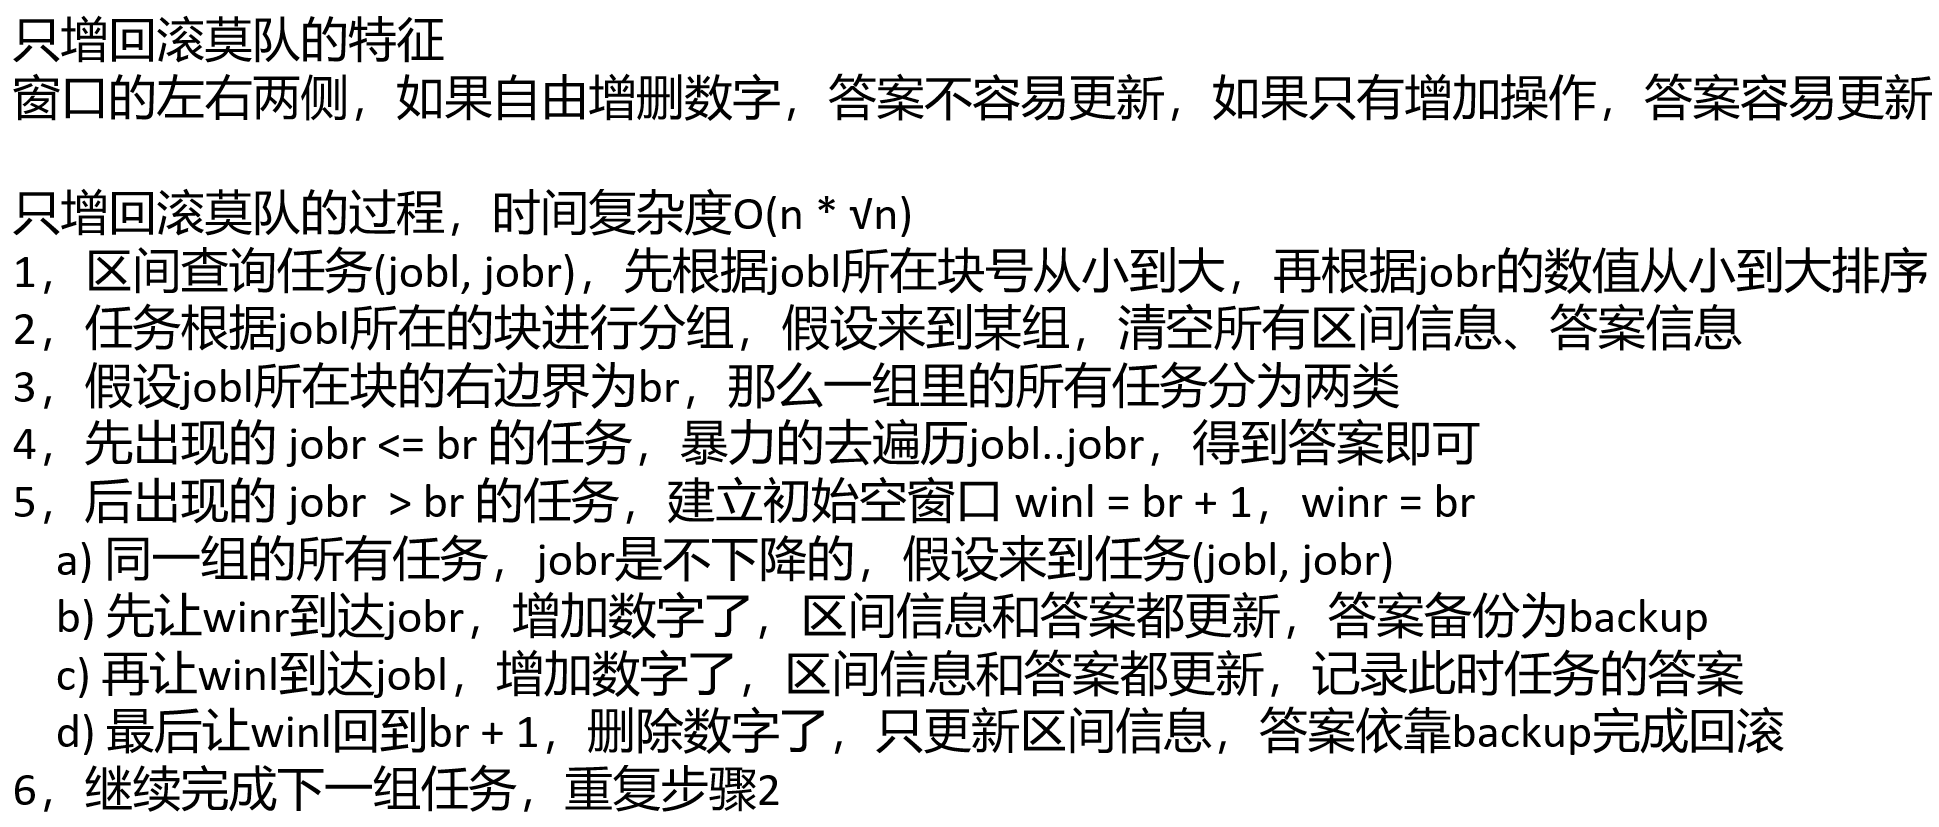 只增回滚莫队的特征
窗口的左右两侧，如果自由增删数字，答案不容易更新，如果只有增加操作，答案容易更新
只增回滚莫队的过程，时间复杂度O(n * √n)
1，区间查询任务(jobl, jobr)，先根据jobl所在块号从小到大，再根据jobr的数值从小到大排序
2，任务根据jobl所在的块进行分组，假设来到某组，清空所有区间信息、答案信息
3，假设jobl所在块的右边界为br，那么一组里的所有任务分为两类
4，先出现的 jobr <= br 的任务，暴力的去遍历jobl..jobr，得到答案即可
5，后出现的 jobr  > br 的任务，建立初始空窗口 winl = br + 1，winr = br
a) 同一组的所有任务，jobr是不下降的，假设来到任务(jobl, jobr)
b) 先让winr到达jobr，增加数字了，区间信息和答案都更新，答案备份为backup
c) 再让winl到达jobl，增加数字了，区间信息和答案都更新，记录此时任务的答案
d) 最后让winl回到br + 1，删除数字了，只更新区间信息，答案依靠backup完成回滚
6，继续完成下一组任务，重复步骤2